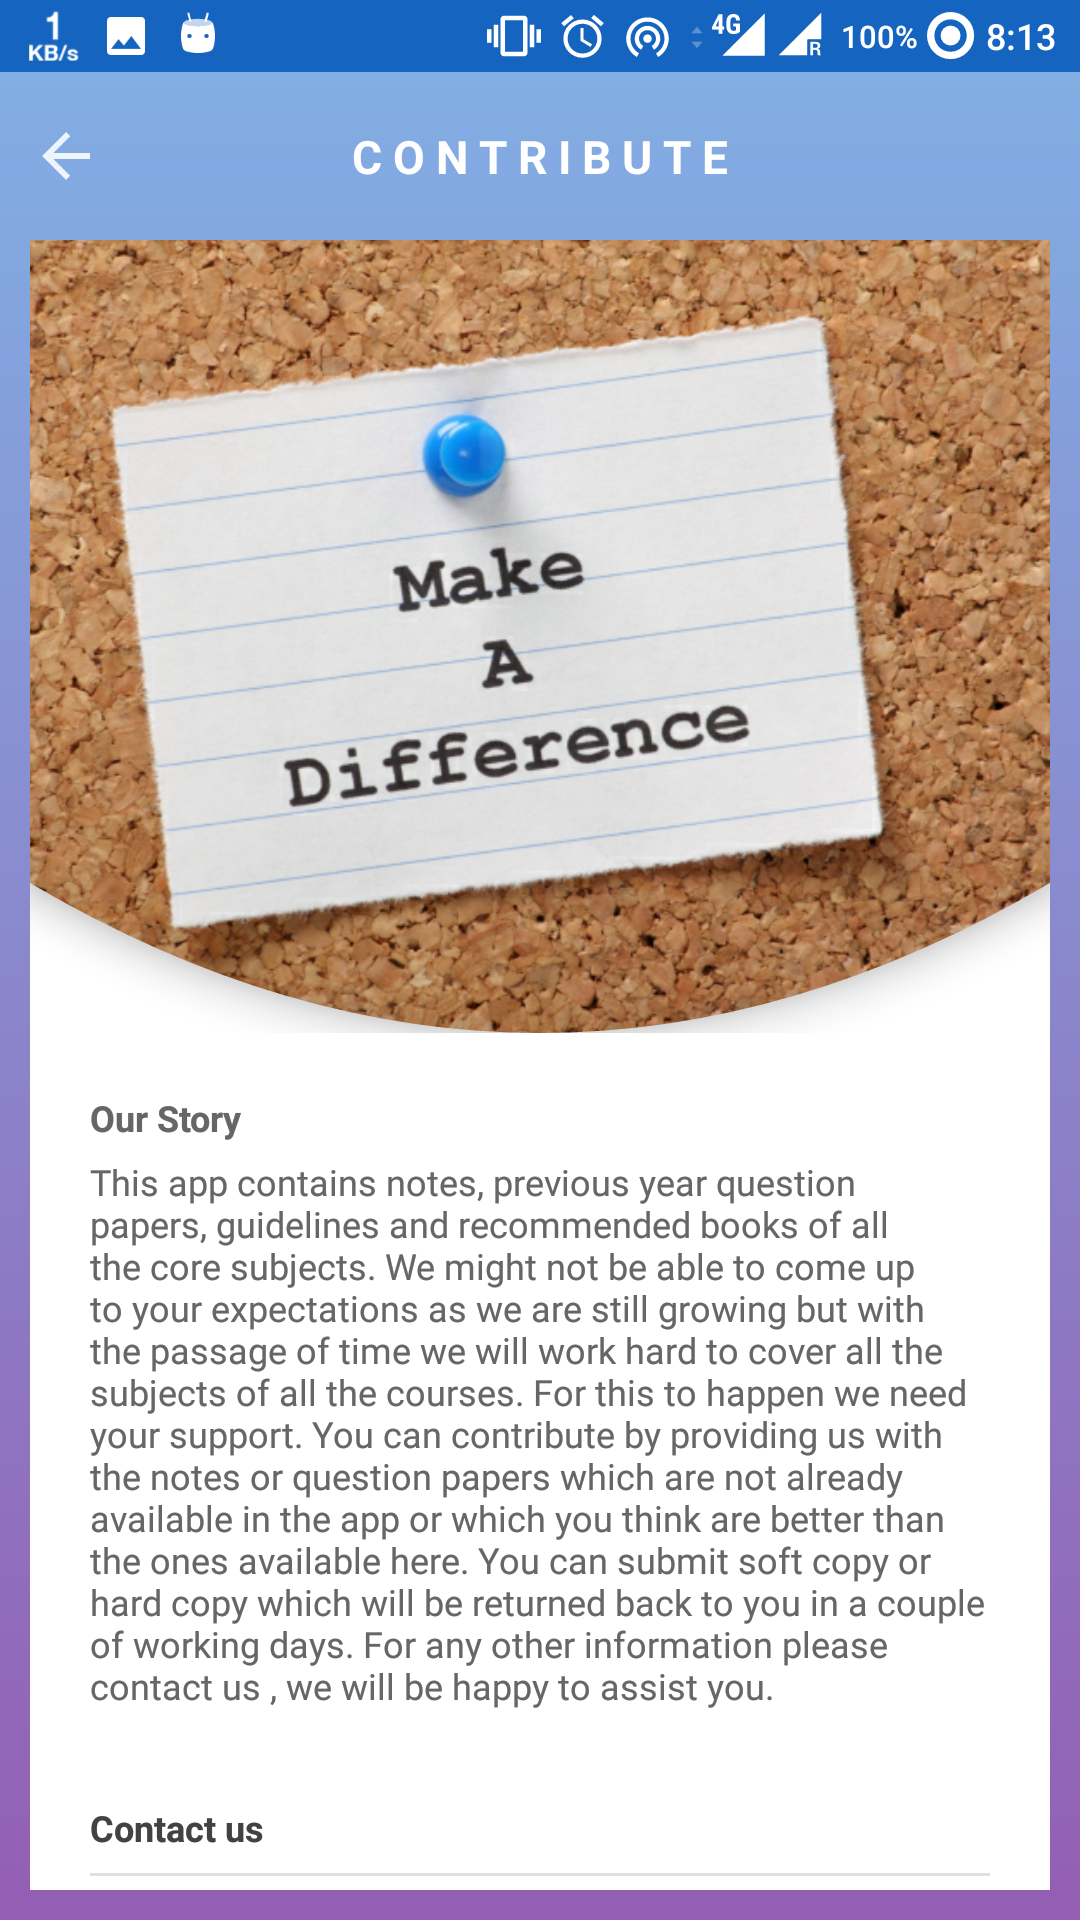 1
KB/s
4G
R
100%
8:13
CONTRIBUTE
Make
A
Difference
Our Story
This app contains notes, previous year question
papers, guidelines and recommended books of all
the core subjects. We might not be able to come up
to your expectations as we are still growing but with
the passage of time we will work hard to cover all the
subjects of all the courses. For this to happen we need
your support. You can contribute by providing us with
the notes or question papers which are not already
available in the app or which you think are better than
the ones available here. You can submit soft copy or
hard copy which will be returned back to you in a couple
of working days. For any other information please
contact us , we will be happy to assist you.
Contact us